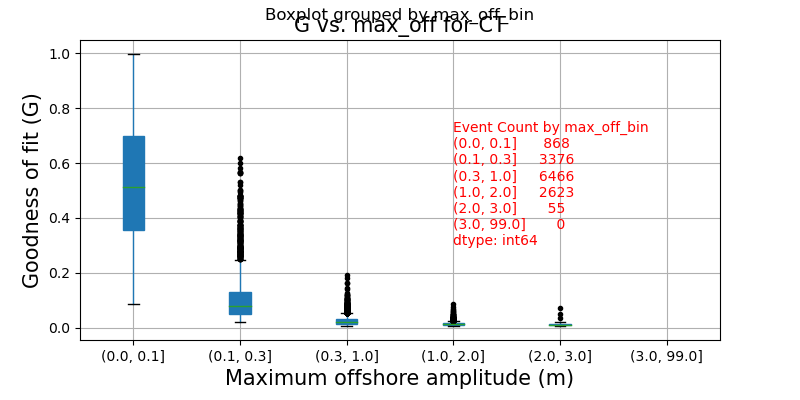 Boxplot grouped by max_off_bin
G vs. max_off for CT
Goodness of fit (G)
1.0
0.8
0.6
0.4
0.2
0.0
Event Count by max_off_bin
(0.0, 0.1] 868
(0.1, 0.3] 3376
(0.3, 1.0] 6466
(1.0, 2.0] 2623
(2.0, 3.0] 55
(3.0, 99.0] 0
dtype: int64
(0.0, 0.1] (0.1, 0.3] (0.3, 1.0] (1.0, 2.0] (2.0, 3.0] (3.0, 99.0]
Maximum offshore amplitude (m)